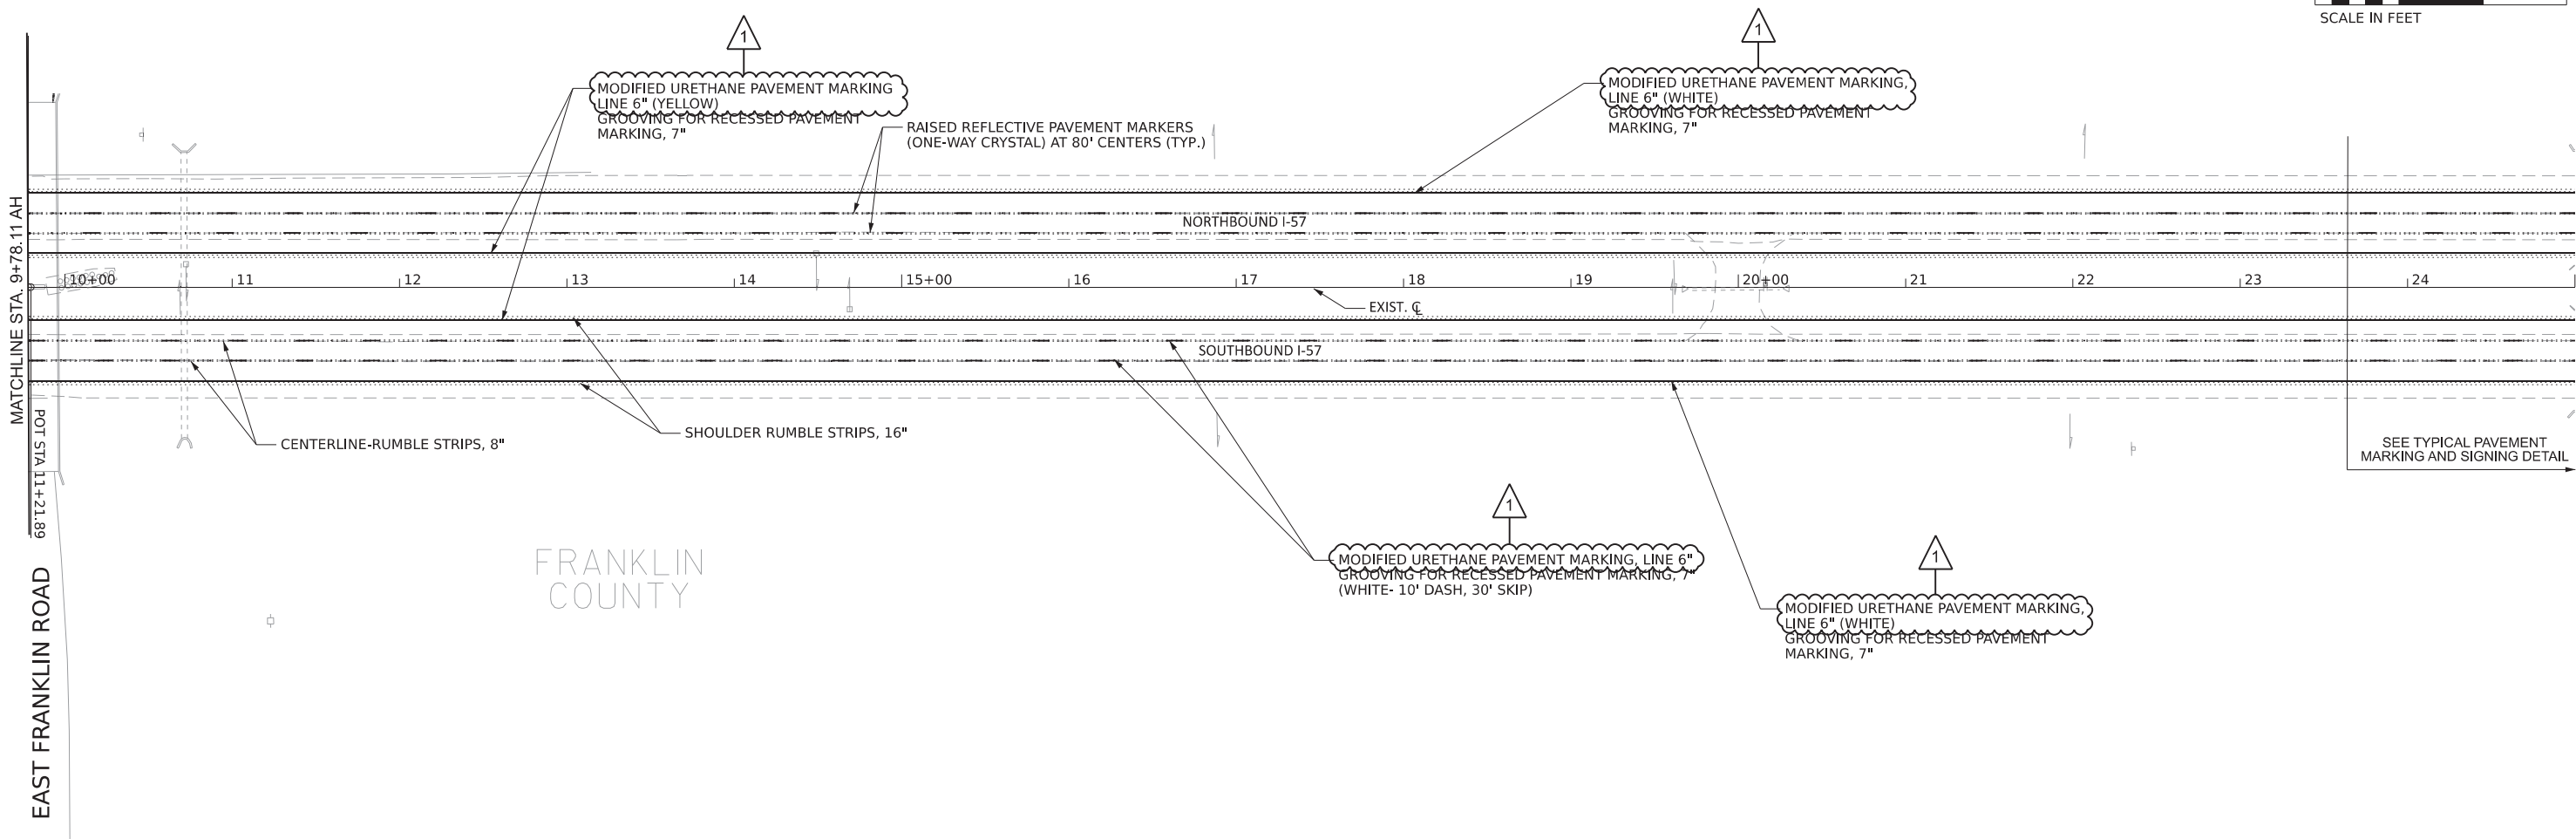 SCALE IN FEET
1
1
MODIFIED URETHANE PAVEMENT MARKING
LINE 6" (YELLOW)
GROOVING FOR RECESSED PAVEMENT
MARKING, 7"
MODIFIED URETHANE PAVEMENT MARKING,
LINE 6" (WHITE)
GROOVING FOR RECESSED PAVEMENT
MARKING, 7"
RAISED REFLECTIVE PAVEMENT MARKERS
(ONE-WAY CRYSTAL) AT 80' CENTERS (TYP.)
MATCHLINE STA. 9+78.11 AH
NORTHBOUND I-57
10+00 11 12 13 14 15+00 16 17 18 19 20+00 21 22 23 24
EXIST. ℄
SOUTHBOUND I-57
POT STA 11+21.89
CENTERLINE-RUMBLE STRIPS, 8"
SHOULDER RUMBLE STRIPS, 16"
SEE TYPICAL PAVEMENT
MARKING AND SIGNING DETAIL
1
MODIFIED URETHANE PAVEMENT MARKING, LINE 6"
GROOVING FOR RECESSED PAVEMENT MARKING, 7"
(WHITE- 10' DASH, 30' SKIP)
1
MODIFIED URETHANE PAVEMENT MARKING,
LINE 6" (WHITE)
GROOVING FOR RECESSED PAVEMENT
MARKING, 7"
FRANKLIN
COUNTY
EAST FRANKLIN ROAD